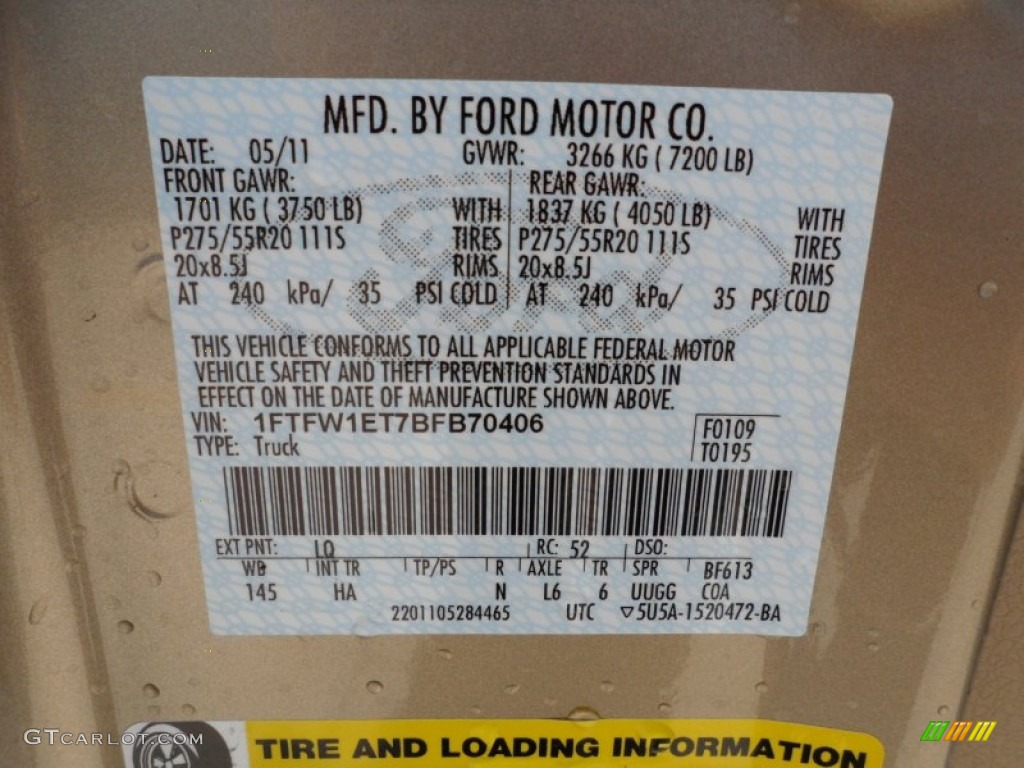 MFD. BY FORD MOTOR CO.
DATE: 05/11 GVWR: 3266 KG ( 7200 LB)
FRONT GAWR: REAR GAWR:
1701 KG ( 3750 LB) WITH 1837 KG ( 4050 LB) WITH
P275/55R20 111S TIRES P275/55R20 111S TIRES
20x8.5J RIMS 20x8.5J RIMS
AT 240 kPa/ 35 PSI COLD AT 240 kPa/ 35 PSI COLD
Ford
THIS VEHICLE CONFORMS TO ALL APPLICABLE FEDERAL MOTOR
VEHICLE SAFETY AND THEFT PREVENTION STANDARDS IN
EFFECT ON THE DATE OF MANUFACTURE SHOWN ABOVE.
VIN: 1FTFW1ET7BFB70406 F0109
TYPE: Truck T0195
EXT PNT: LQ RC: 52 DSO:
WB INT TR TP/PS R AXLE TR SPR BF613
145 HA N L6 6 UUGG COA
2201105284465 UTC ▽5U5A-1520472-BA
TIRE AND LOADING INFORMATION
GTCARLOT.COM